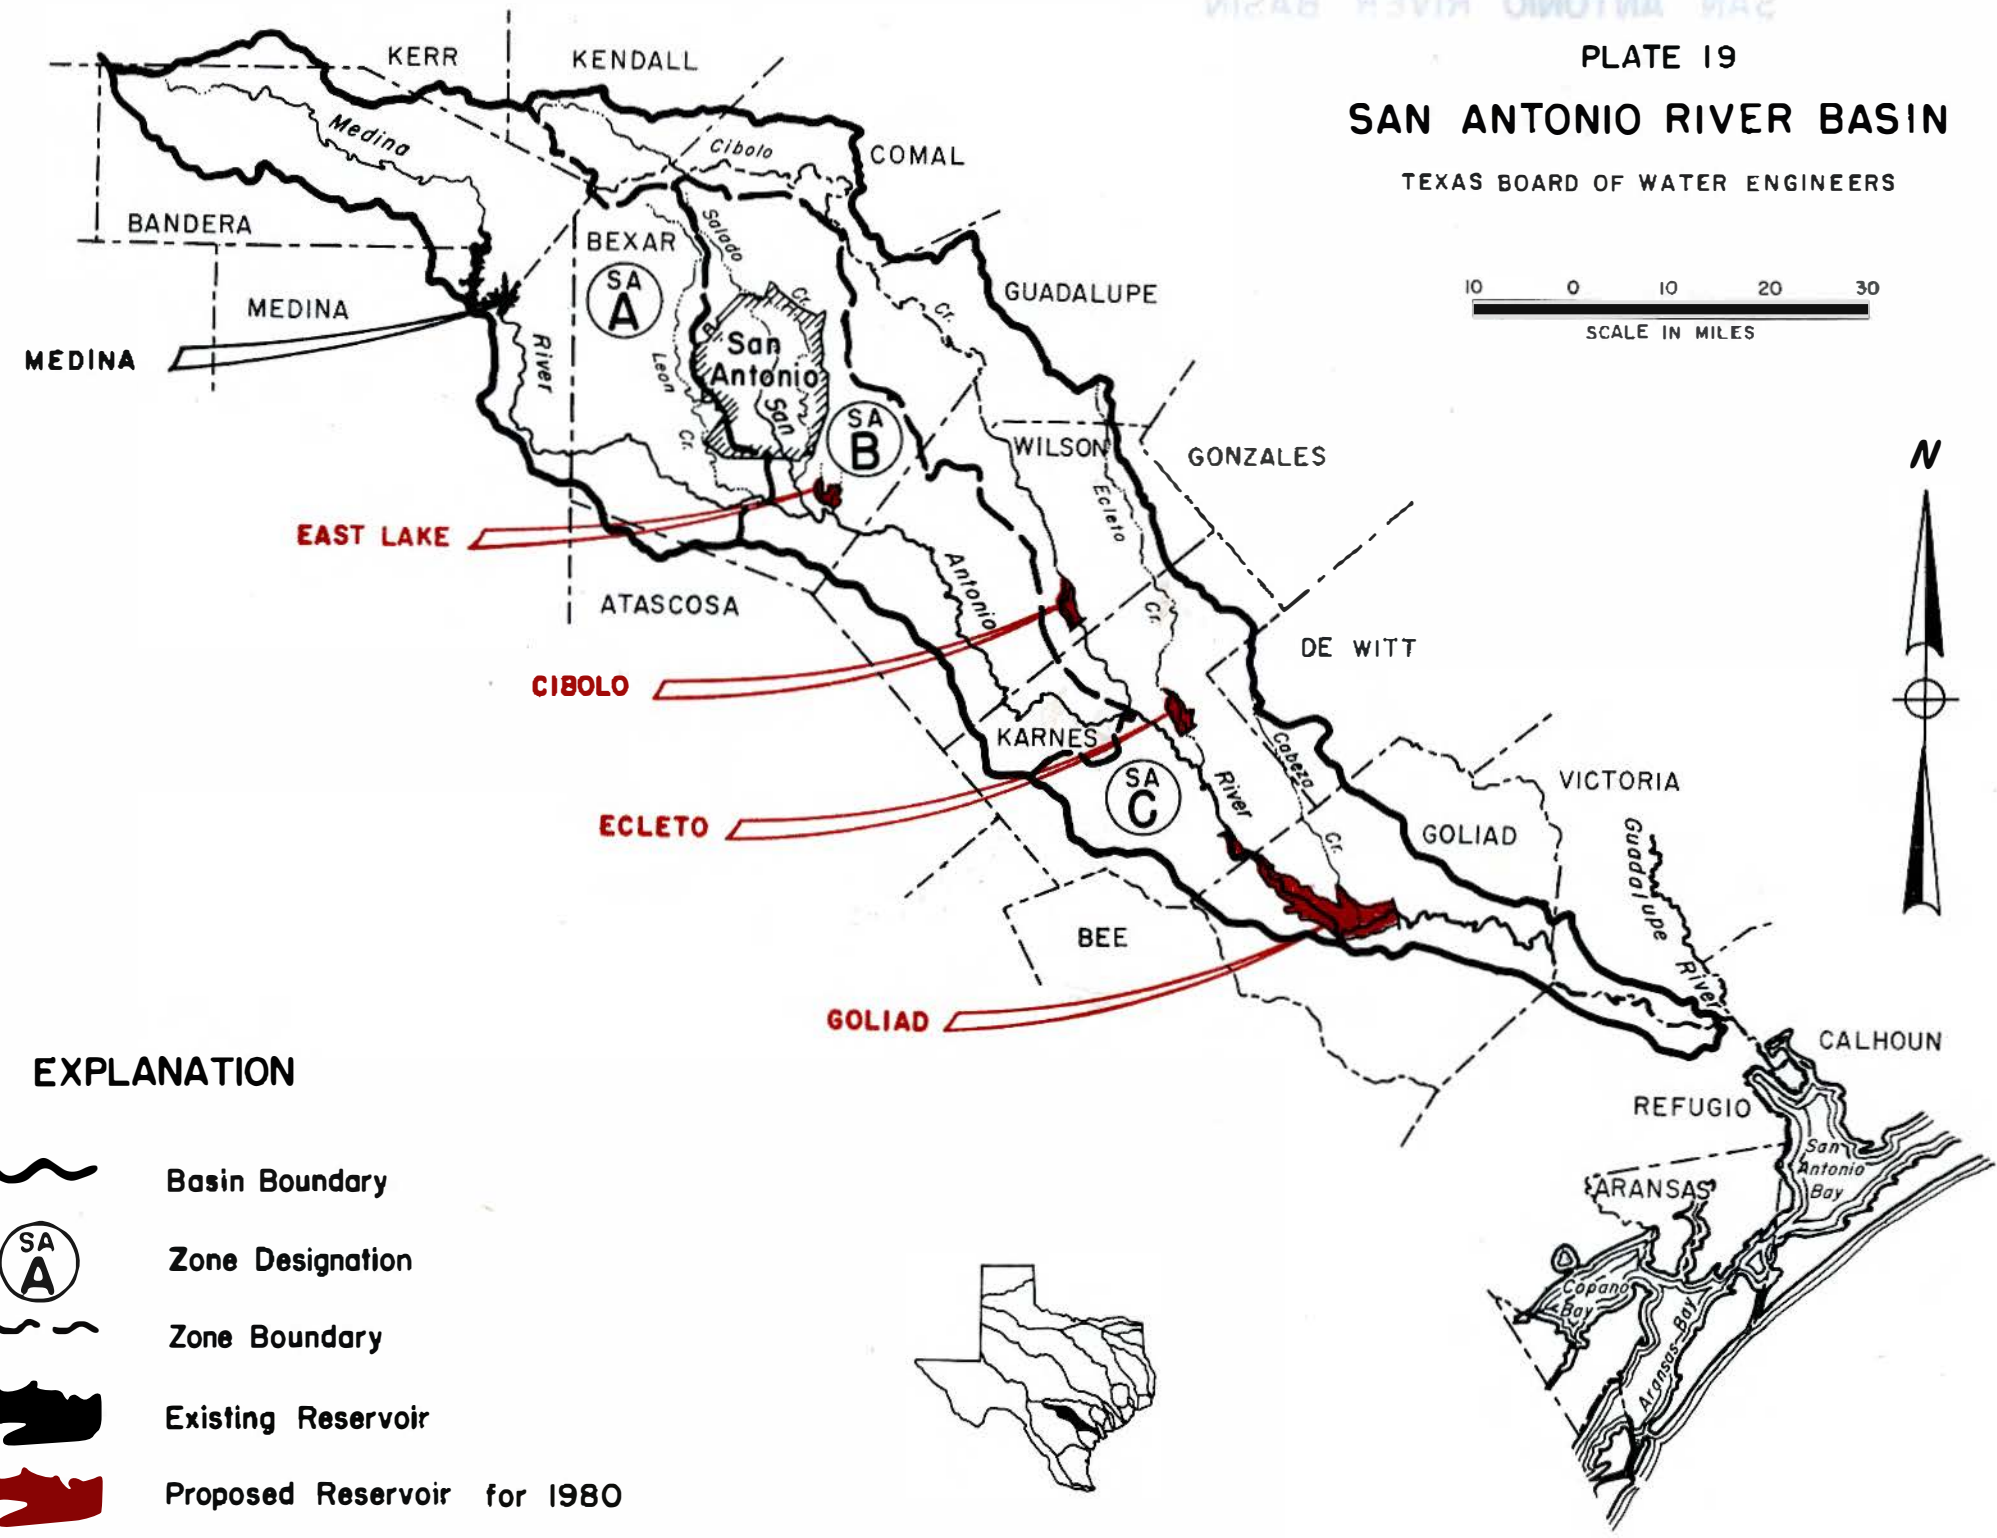 SAN ANTONIO RIVER BASIN
PLATE 19
SAN ANTONIO RIVER BASIN
TEXAS BOARD OF WATER ENGINEERS
10 0 10 20 30
SCALE IN MILES
N
KERR
KENDALL
COMAL
Medina
Cibolo
BANDERA
BEXAR
Salado
Cr.
SA
A
MEDINA
GUADALUPE
Cr.
MEDINA
River
Leon
Cr.
San
Antonio
San
SA
B
WILSON
GONZALES
Ecleto
Cr.
EAST LAKE
Antonio
ATASCOSA
DE WITT
CIBOLO
KARNES
SA
C
River
Cabeza
Cr.
VICTORIA
ECLETO
GOLIAD
Guadalupe
River
BEE
GOLIAD
CALHOUN
REFUGIO
San
Antonio
Bay
ARANSAS
Copano
Bay
Aransas Bay
EXPLANATION
Basin Boundary
SA
A
Zone Designation
Zone Boundary
Existing Reservoir
Proposed Reservoir for 1980